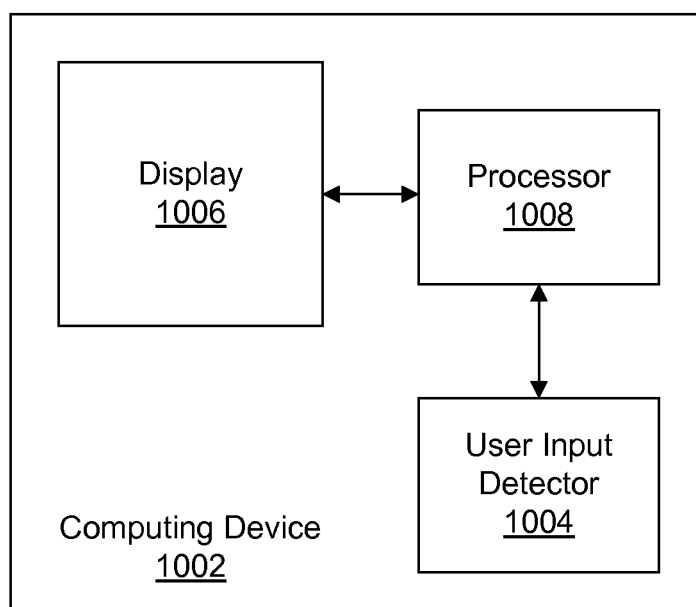 Display
1006
Processor
1008
User Input
Detector
1004
Computing Device
1002